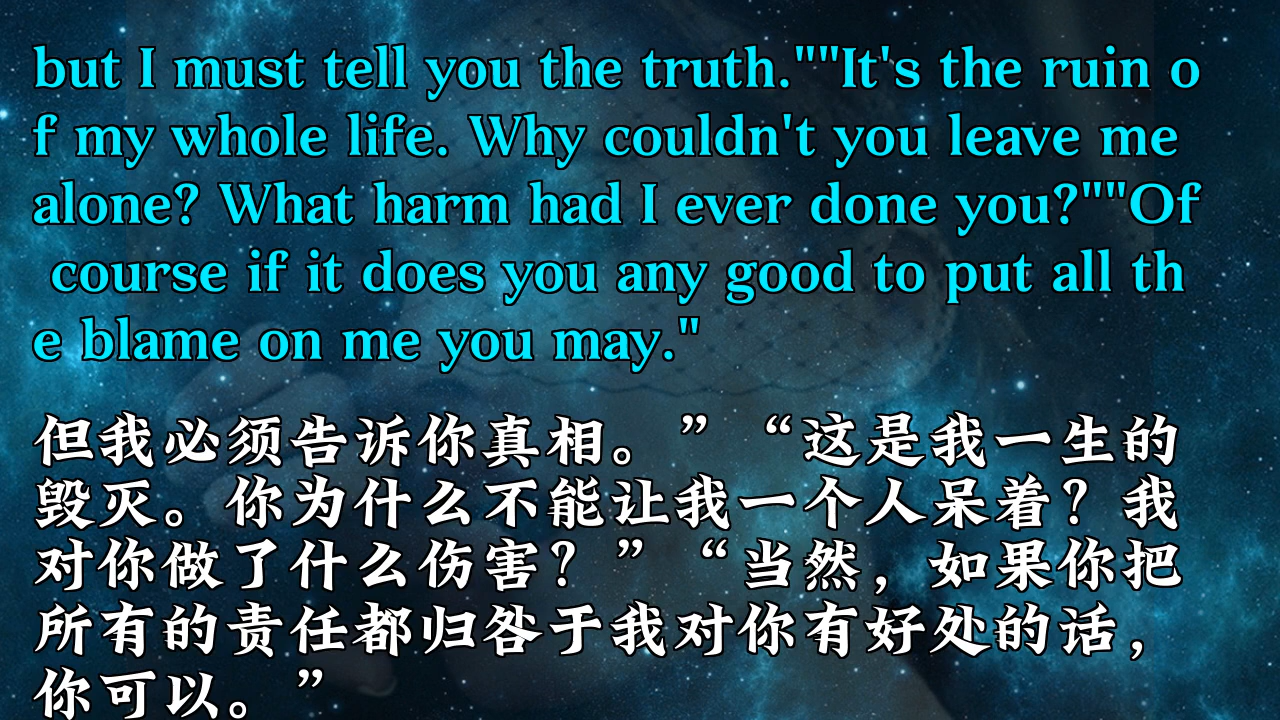 but I must tell you the truth.""It's the ruin o
f my whole life. Why couldn't you leave me
alone? What harm had I ever done you?""Of
course if it does you any good to put all th
e blame on me you may."
但我必须告诉你真相。”“这是我一生的
毁灭。你为什么不能让我一个人呆着？我
对你做了什么伤害？”“当然，如果你把
所有的责任都归咎于我对你有好处的话，
你可以。”